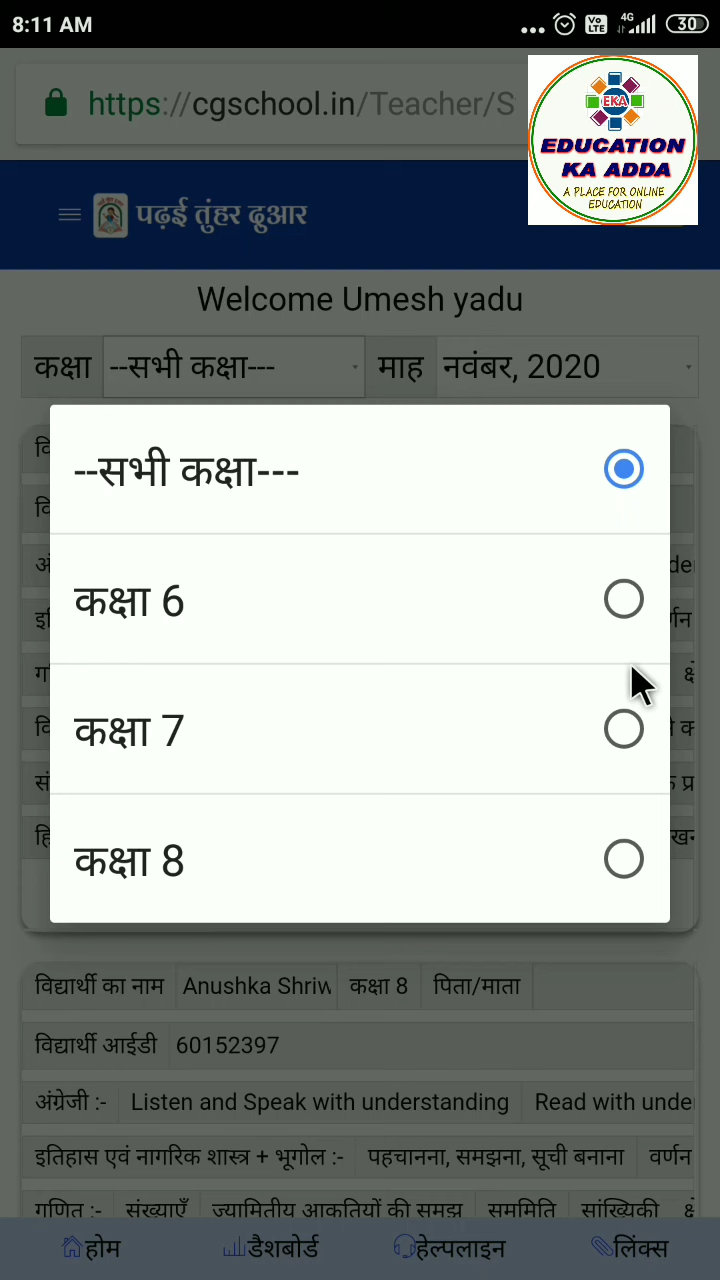 8:11 AM
Vo LTE 4G 30
https://cgschool.in/Teacher/S
EKA
EDUCATION
KA ADDA
A PLACE FOR ONLINE
EDUCATION
पढ़ई तुंहर दुआर
Welcome Umesh yadu
कक्षा --सभी कक्षा--- माह नवंबर, 2020
--सभी कक्षा---
कक्षा 6
कक्षा 7
कक्षा 8
विद्यार्थी का नाम Anushka Shriw कक्षा 8 पिता/माता
विद्यार्थी आईडी 60152397
अंग्रेजी :- Listen and Speak with understanding Read with unde
इतिहास एवं नागरिक शास्त्र + भूगोल :- पहचानना, समझना, सूची बनाना वर्णन
गणित :- संख्याएँ ज्यामितीय आकृतियों की समझ सममिति सांख्यिकी क्षे
होम डैशबोर्ड हेल्पलाइन लिंक्स